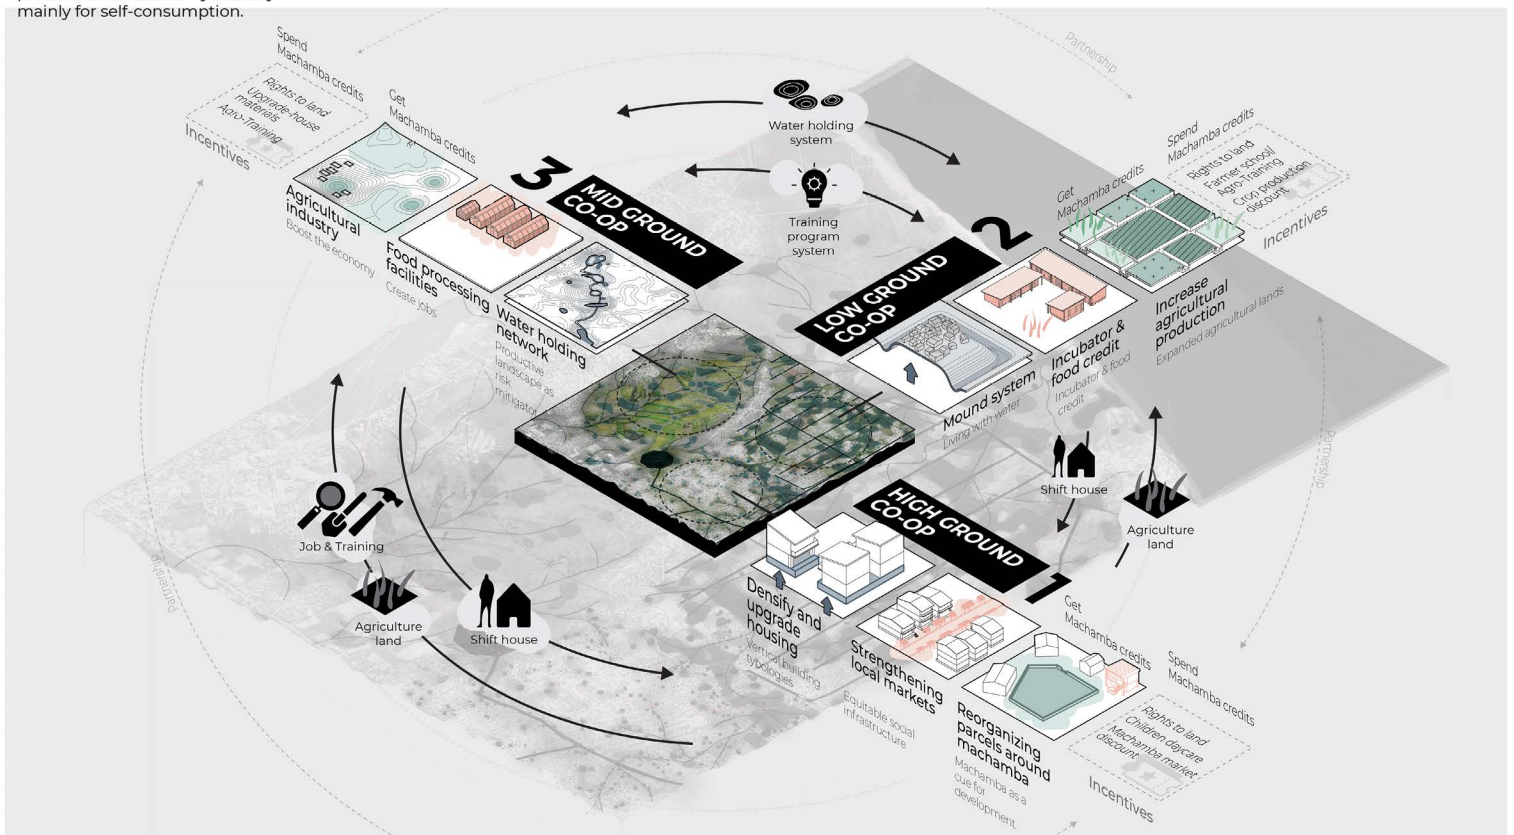 mainly for self-consumption.
Spend
Machamba credits
Rights to land
Upgrade-house
materials
Agro-Training
Incentives
Get
Machamba credits
Agricultural
industry
Boost the economy
Food processing
facilities
Create jobs
Water holding
network
Productive
landscape as
risk
mitigator
3
MID GROUND
CO-OP
Water holding
system
Training
program
system
Partnership
2
LOW GROUND
CO-OP
Mound system
Living with water
Incubator &
food credit
Incubator & food
credit
Increase
agricultural
production
Expanded agricultural lands
Get
Machamba credits
Spend
Machamba credits
Rights to land
Farmer school/
Agro-Training
Crop production
discount
Incentives
Partnership
Shift house
Agriculture
land
Job & Training
Agriculture
land
Shift house
Partnership
HIGH GROUND
CO-OP
1
Densify and
upgrade
housing
Vertical building
typologies
Strengthening
local markets
Equitable social
infrastructure
Reorganizing
parcels around
machamba
Machamba as a
cue for
development
Get
Machamba credits
Spend
Machamba credits
Rights to land
Children daycare
Machamba market
discount
Incentives